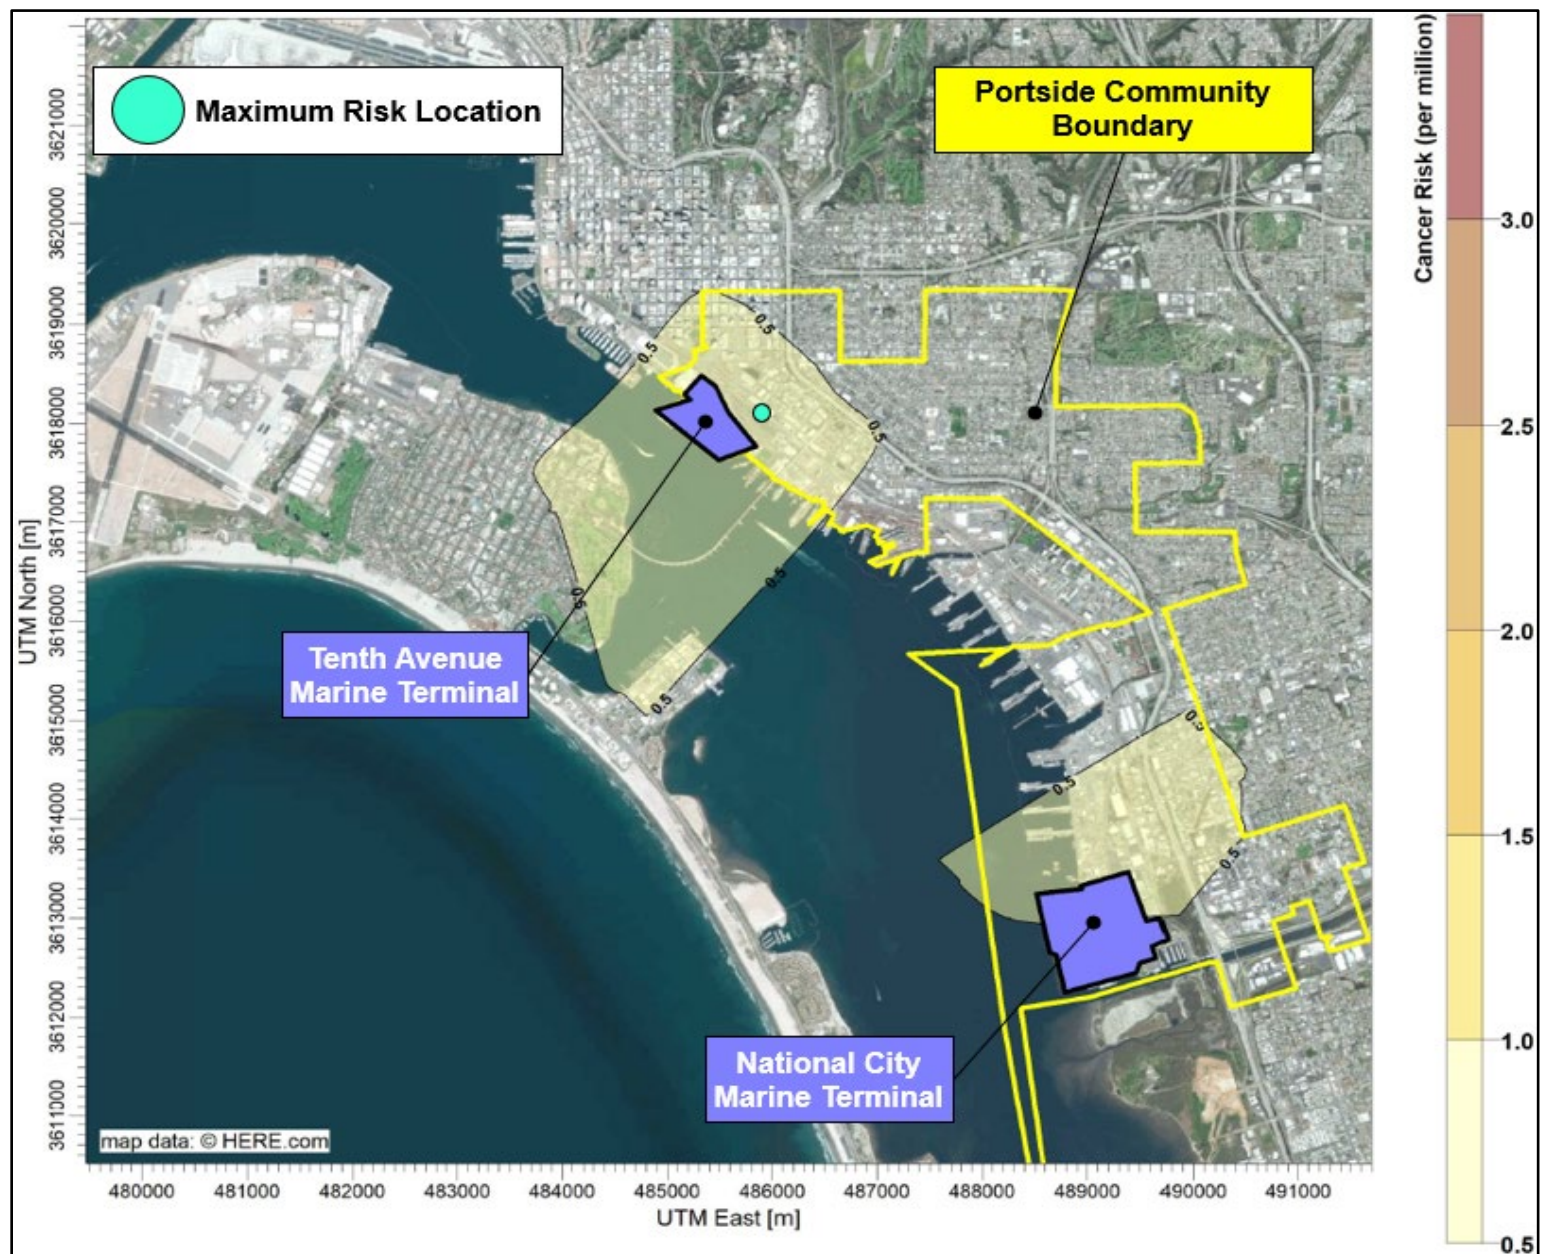 Maximum Risk Location
Portside Community
Boundary
Cancer Risk (per million)
3.0
2.5
2.0
1.5
1.0
0.5
UTM North [m]
3621000
3620000
3619000
3618000
3617000
3616000
3615000
3614000
3613000
3612000
3611000
0.5
0.5
0.5
0.5
0.5
0.5
Tenth Avenue
Marine Terminal
0.5
0.5
0.5
National City
Marine Terminal
map data: © HERE.com
480000 481000 482000 483000 484000 485000 486000 487000 488000 489000 490000 491000
UTM East [m]